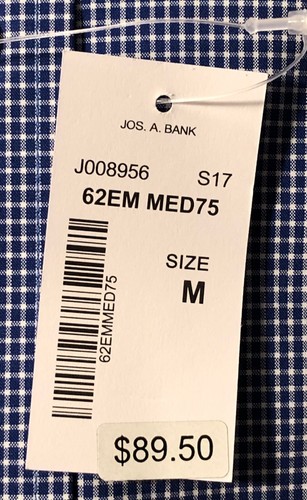 JOS. A. BANK
J008956 S17
62EM MED75
SIZE
M
62EMMED75
$89.50